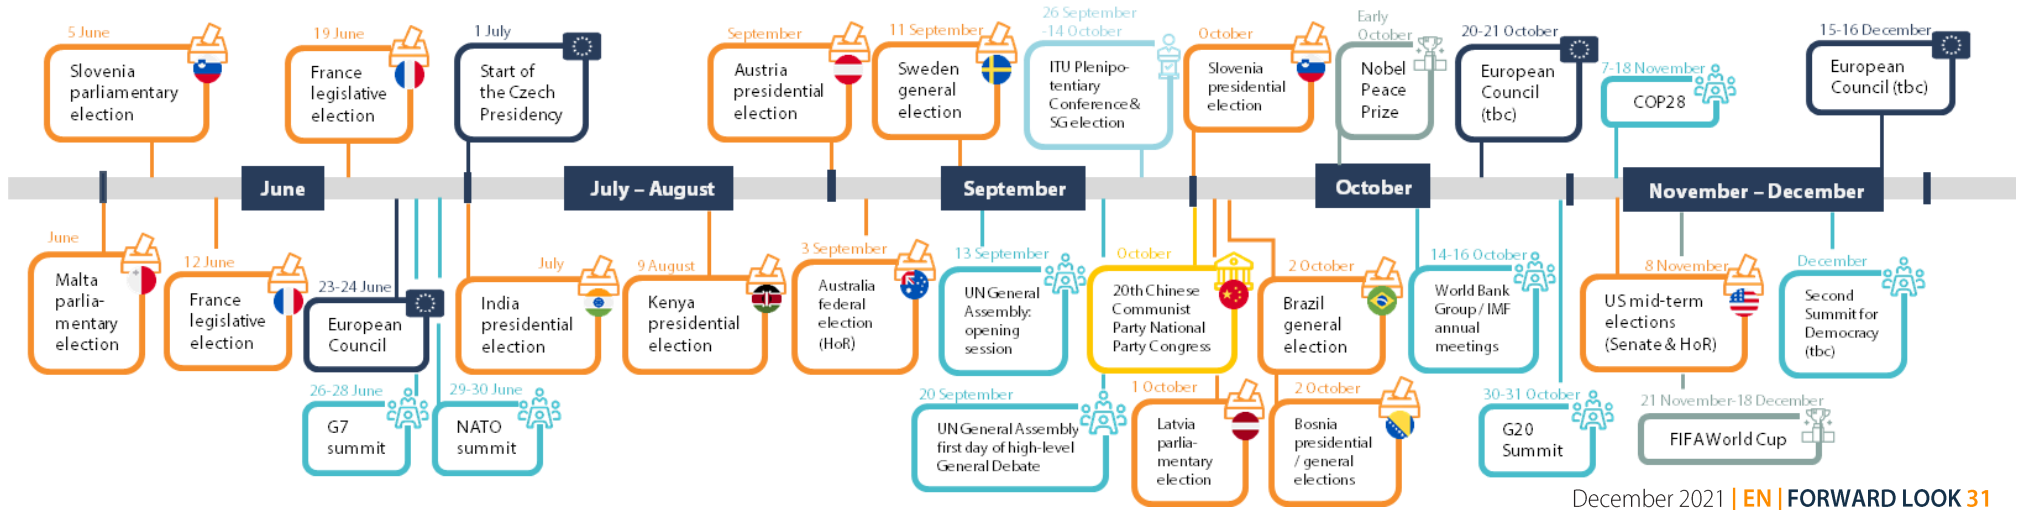 5 June
Slovenia
parliamentary
election
19 June
France
legislative
election
1 July
Start of
the Czech
Presidency
September
Austria
presidential
election
11 September
Sweden
general
election
26 September
-14 October
ITU Plenipo-
tentiary
Conference &
SG election
October
Slovenia
presidential
election
Early
October
Nobel
Peace
Prize
20-21 October
European
Council
(tbc)
7-18 November
COP28
15-16 December
European
Council (tbc)
June
July – August
September
October
November – December
June
Malta
parlia-
mentary
election
12 June
France
legislative
election
23-24 June
European
Council
26-28 June
G7
summit
29-30 June
NATO
summit
July
India
presidential
election
9 August
Kenya
presidential
election
3 September
Australia
federal
election
(HoR)
13 September
UN General
Assembly:
opening
session
20 September
UN General Assembly
first day of high-level
General Debate
October
20th Chinese
Communist
Party National
Party Congress
1 October
Latvia
parlia-
mentary
election
2 October
Brazil
general
election
2 October
Bosnia
presidential
/ general
elections
14-16 October
World Bank
Group / IMF
annual
meetings
30-31 October
G20
Summit
8 November
US mid-term
elections
(Senate & HoR)
21 November-18 December
FIFA World Cup
December
Second
Summit for
Democracy
(tbc)
December 2021 | EN | FORWARD LOOK 31